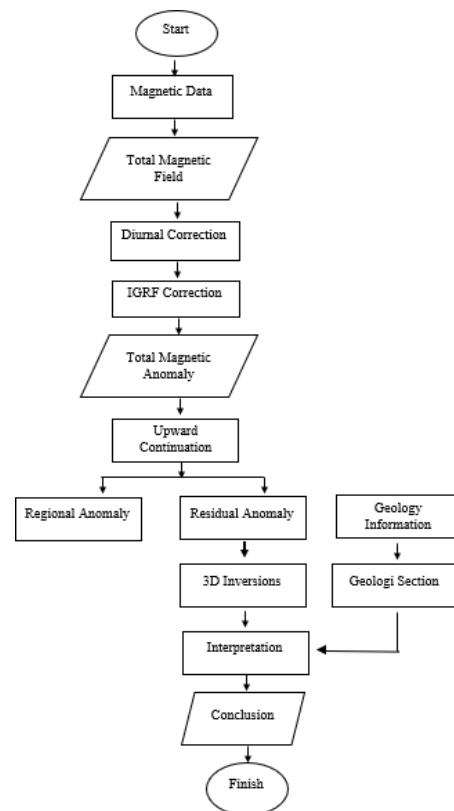 Start
Magnetic Data
Total Magnetic
Field
Diurnal Correction
IGRF Correction
Total Magnetic
Anomaly
Upward
Continuation
Regional Anomaly
Residual Anomaly
Geology
Information
3D Inversions
Geologi Section
Interpretation
Conclusion
Finish